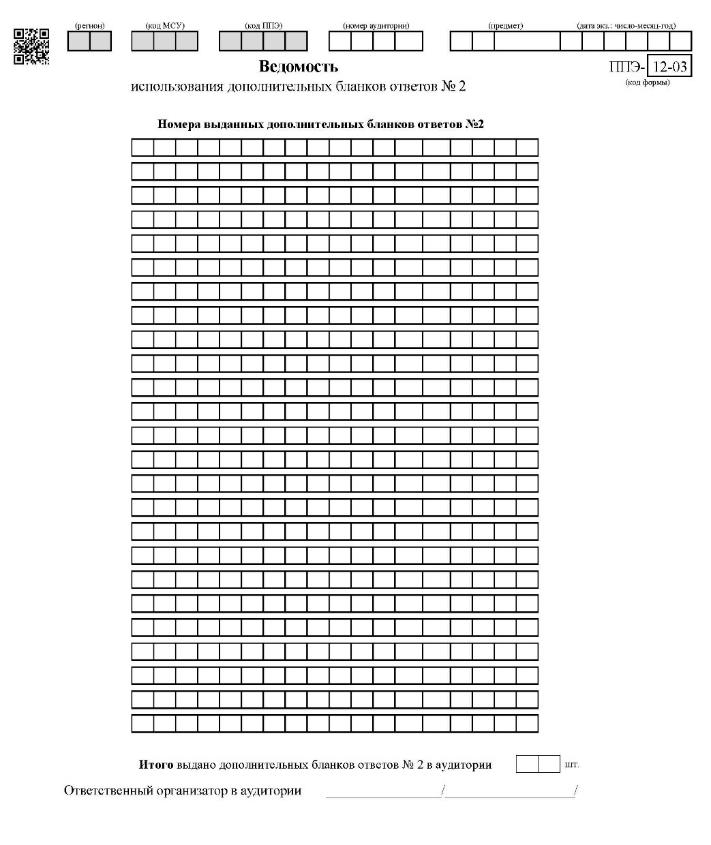 (регион) (код МСУ) (код ППЭ) (номер аудитории) (предмет) (дата экз.: число-месяц-год)
Ведомость ППЭ- 12-03
использования дополнительных бланков ответов № 2 (код формы)
Номера выданных дополнительных бланков ответов №2
Итого выдано дополнительных бланков ответов № 2 в аудитории шт.
Ответственный организатор в аудитории / /